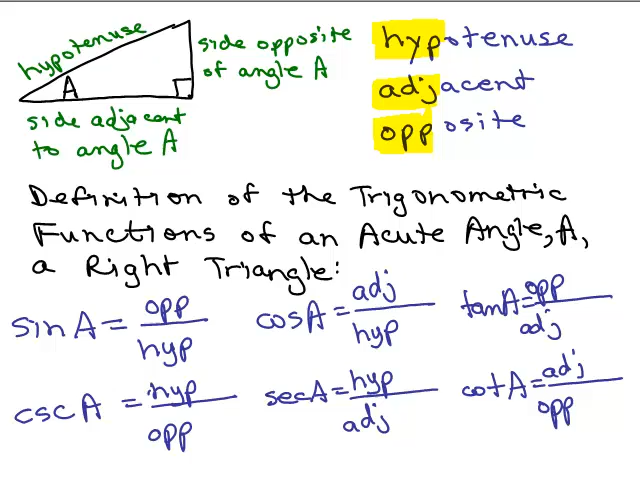 hypotenuse
A
side opposite
of angle A
side adjacent
to angle A
hypotenuse
adjacent
opposite
Definition of the Trigonometric
Functions of an Acute Angle, A,
a Right Triangle:
sin A = opp/hyp
cos A = adj/hyp
tan A = opp/adj
csc A = hyp/opp
sec A = hyp/adj
cot A = adj/opp